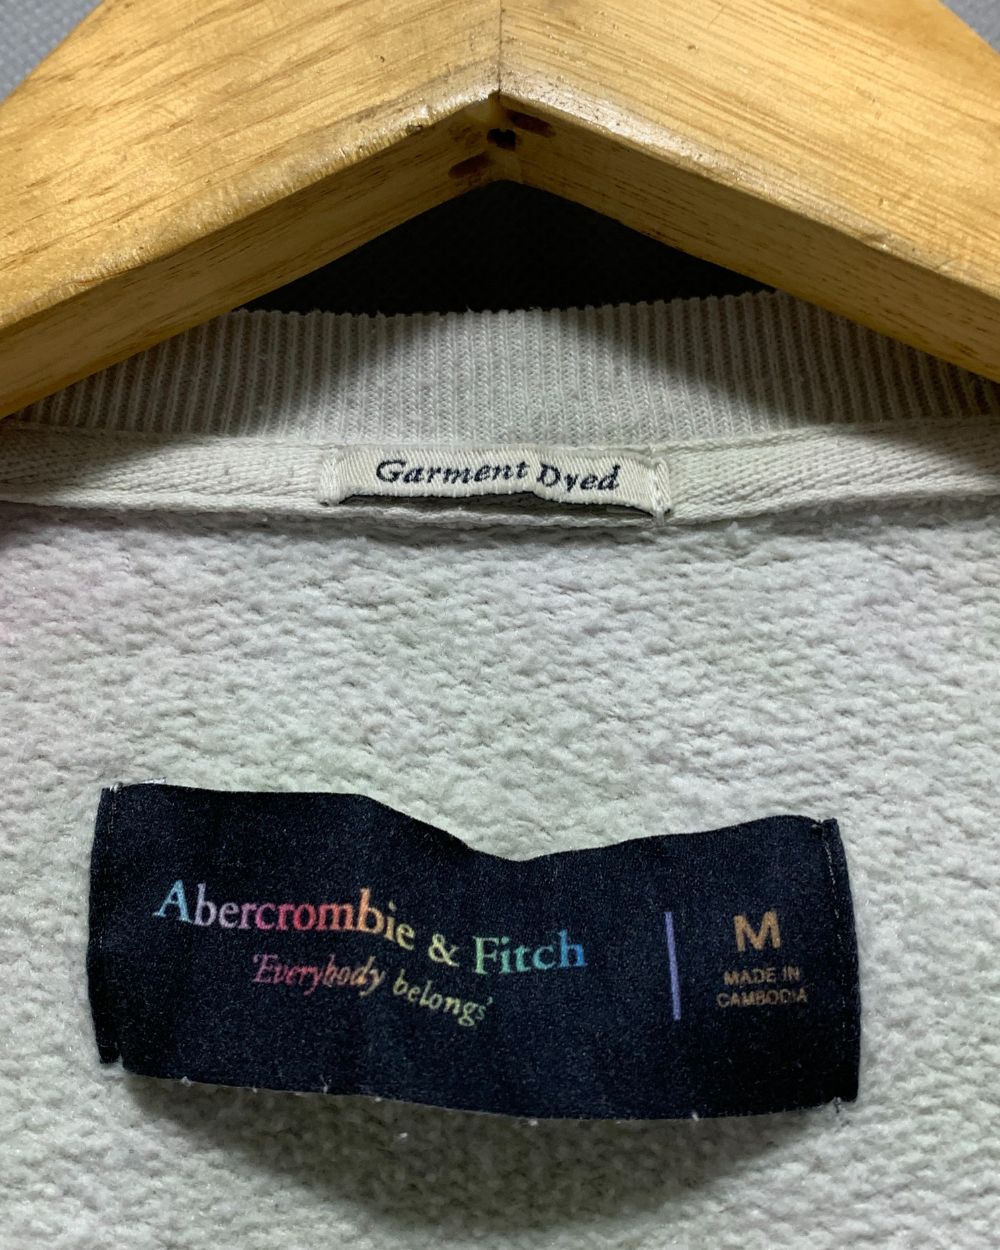 Garment Dyed
Abercrombie & Fitch
'Everybody belongs'
M
MADE IN
CAMBODIA